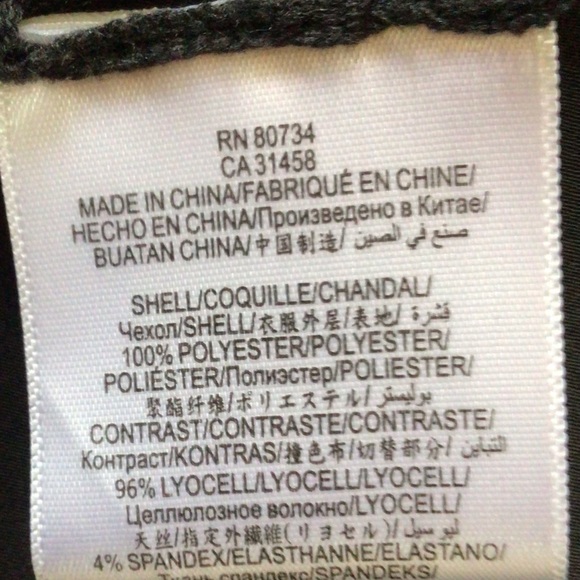 RN 80734
CA 31458
MADE IN CHINA/FABRIQUÉ EN CHINE/
HECHO EN CHINA/Произведено в Китае/
BUATAN CHINA/中国制造/ صنع في الصين
SHELL/COQUILLE/CHANDAL/
Чехол/SHELL/衣服外层/表地/ قشرة/
100% POLYESTER/POLYESTER/
POLIÉSTER/Полиэстер/POLIESTER/
聚酯纤维/ポリエステル/ بوليستر
CONTRAST/CONTRASTE/CONTRASTE/
Контраст/KONTRAS/撞色布/切替部分/ التباين
96% LYOCELL/LYOCELL/LYOCELL/
Целлюлозное волокно/LYOCELL/
天丝/指定外繊維(リヨセル)/ ليوسيل
4% SPANDEX/ELASTHANNE/ELASTANO/
Ткань спандекс/SPANDEKS/